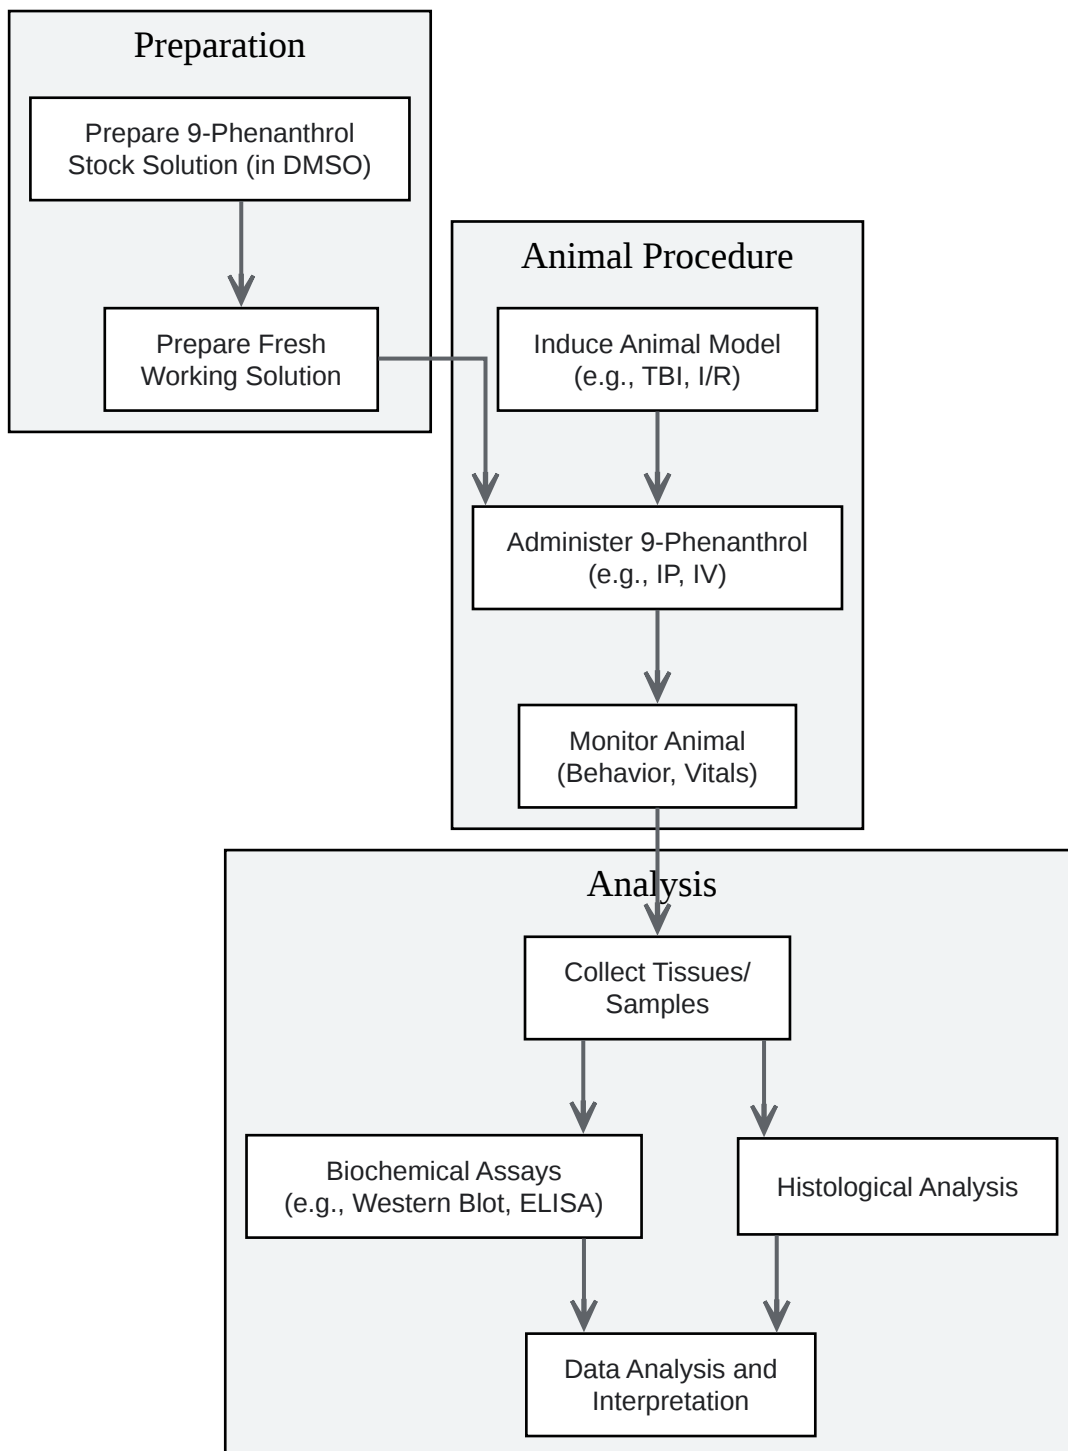 Preparation
Prepare 9-Phenanthrol
Stock Solution (in DMSO)
Prepare Fresh
Working Solution
Animal Procedure
Induce Animal Model
(e.g., TBI, I/R)
Administer 9-Phenanthrol
(e.g., IP, IV)
Monitor Animal
(Behavior, Vitals)
Analysis
Collect Tissues/
Samples
Biochemical Assays
(e.g., Western Blot, ELISA)
Histological Analysis
Data Analysis and
Interpretation